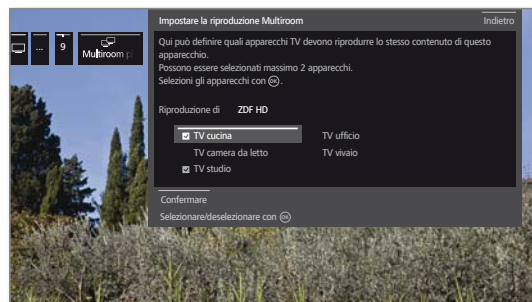 Impostare la riproduzione Multiroom
Indietro
... 9
Multiroom pl
Qui può definire quali apparecchi TV devono riprodurre lo stesso contenuto di questo
apparecchio.
Possono essere selezionati massimo 2 apparecchi.
Selezioni gli apparecchi con OK.
Riproduzione di ZDF HD
TV cucina TV ufficio
TV camera da letto TV vivaio
TV studio
Confermare
Selezionare/deselezionare con OK